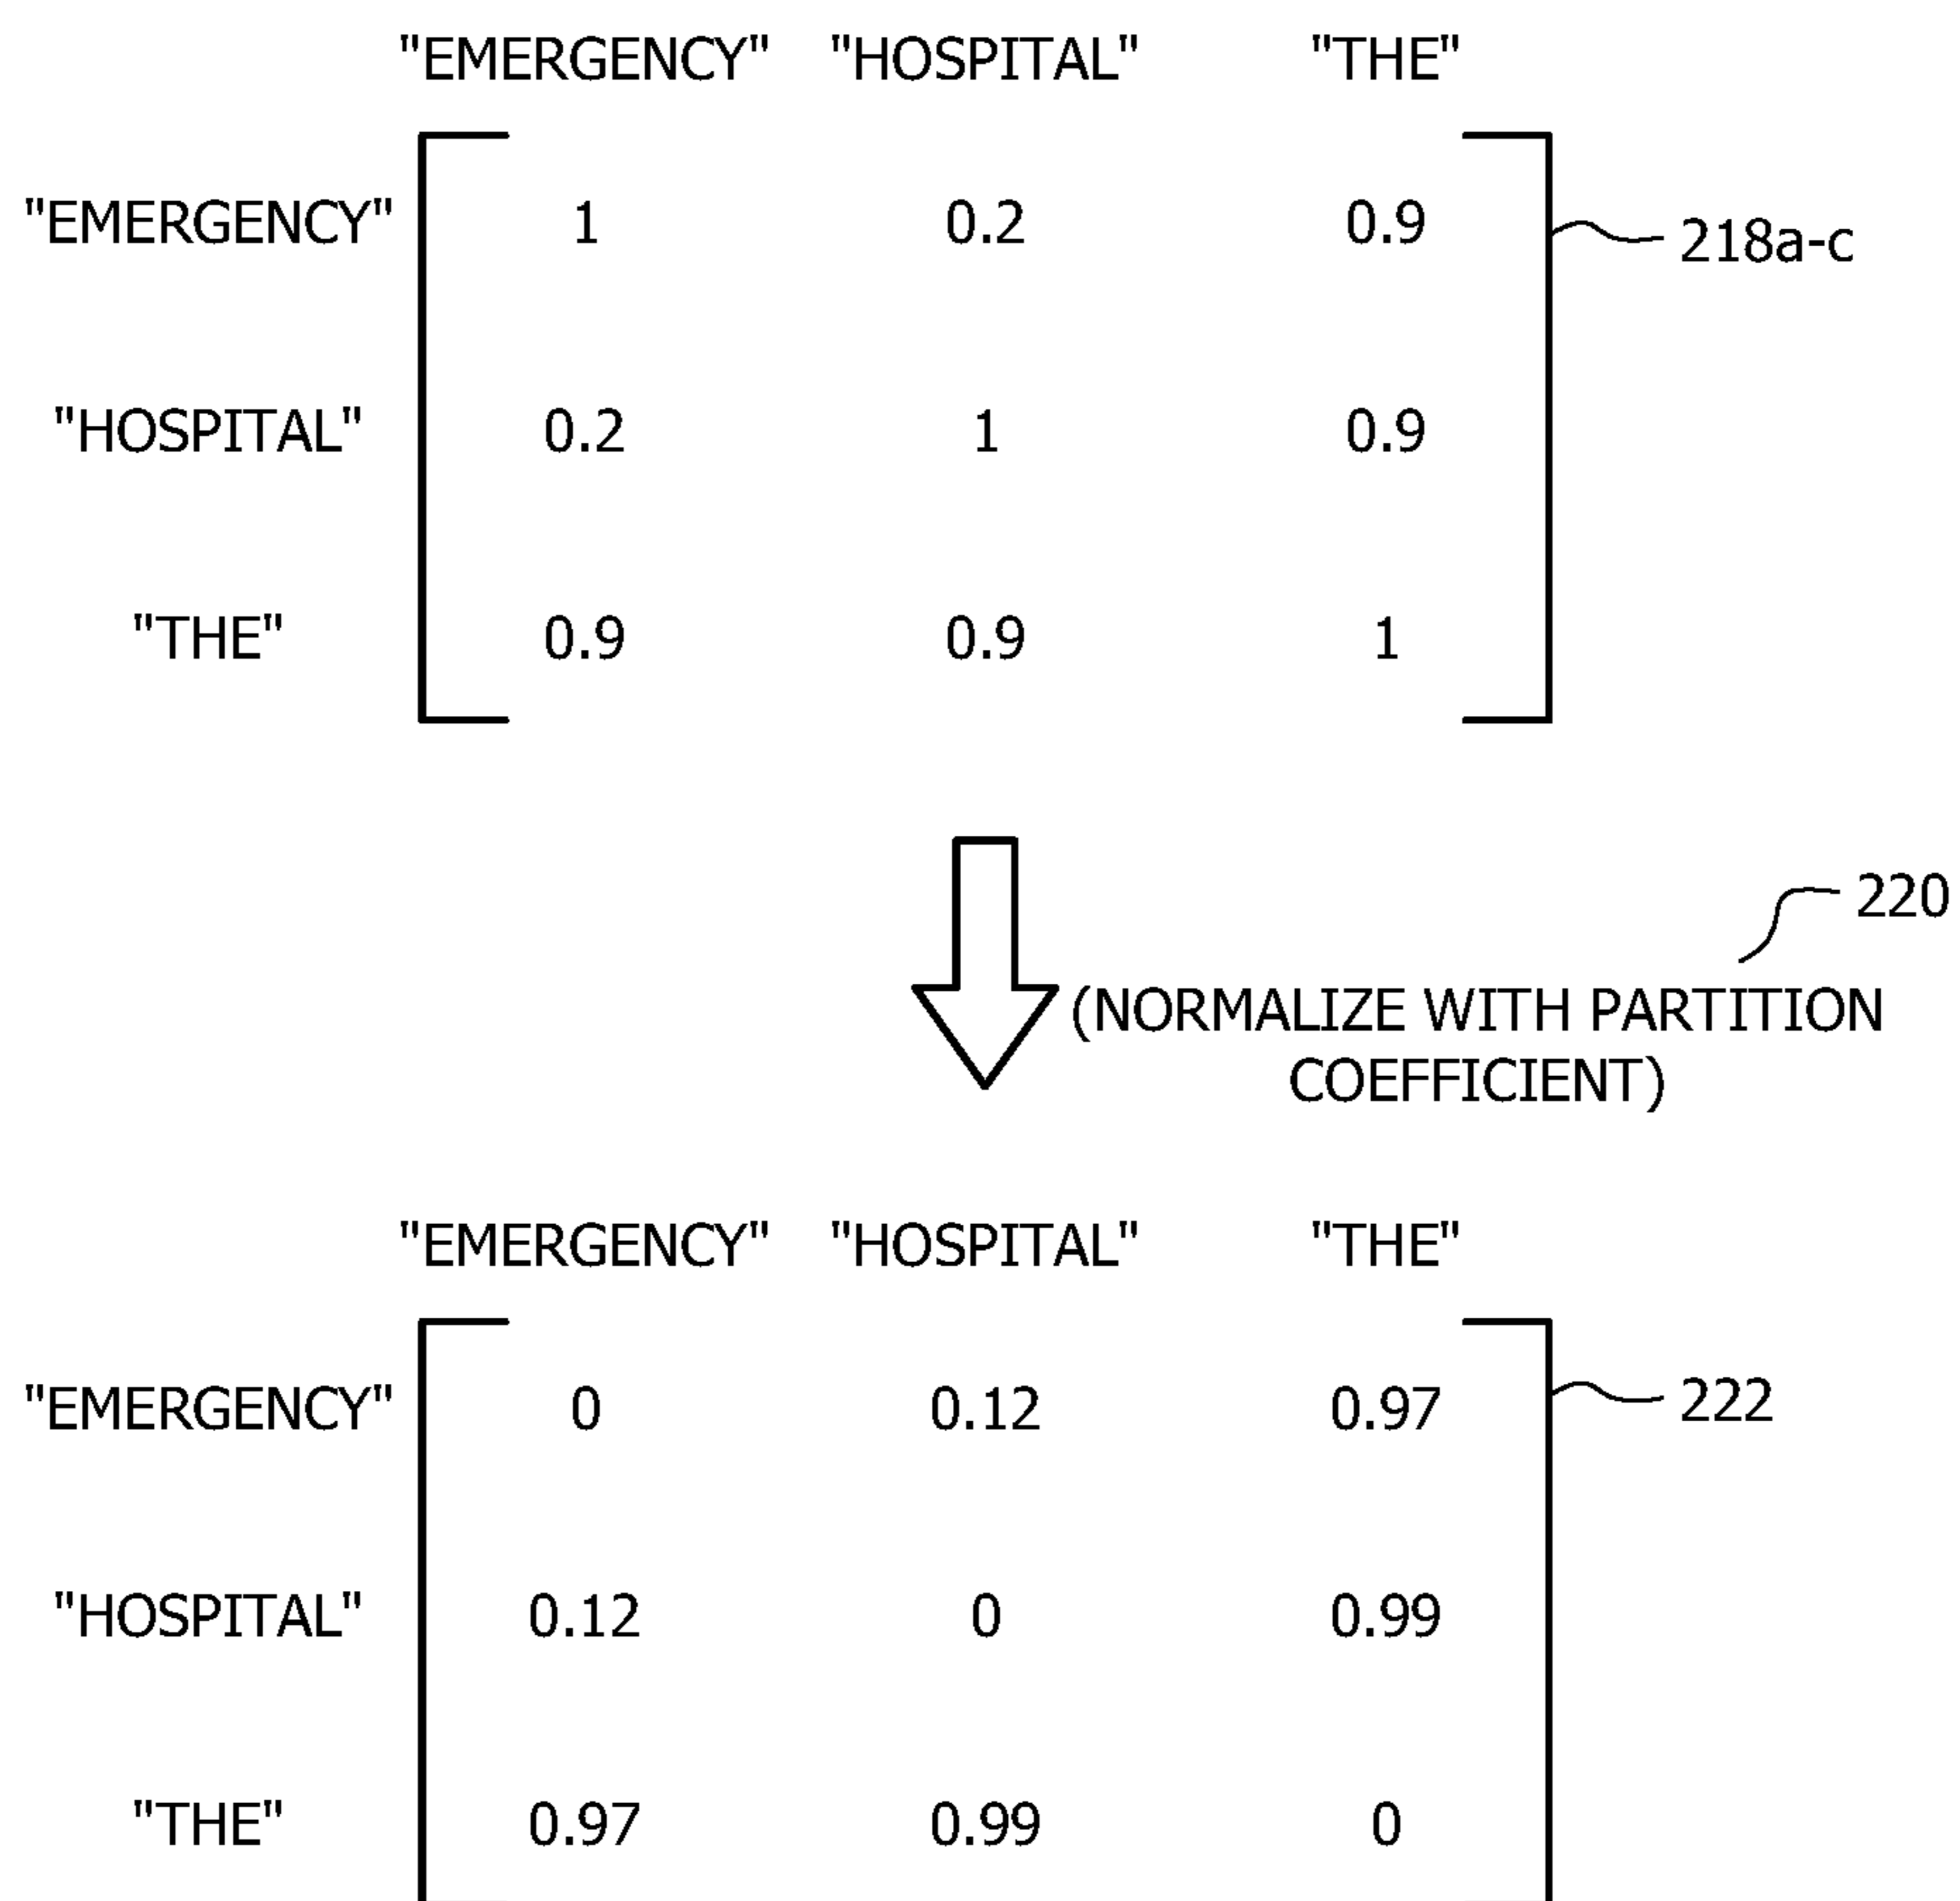 "EMERGENCY" "HOSPITAL" "THE"
"EMERGENCY" 1 0.2 0.9 218a-c
"HOSPITAL" 0.2 1 0.9
"THE" 0.9 0.9 1
220
(NORMALIZE WITH PARTITION
COEFFICIENT)
"EMERGENCY" "HOSPITAL" "THE"
"EMERGENCY" 0 0.12 0.97 222
"HOSPITAL" 0.12 0 0.99
"THE" 0.97 0.99 0